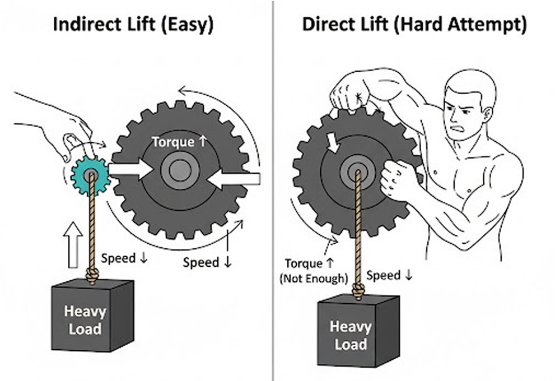 Indirect Lift (Easy)
Torque ↑
Speed ↓
Speed ↓
Heavy
Load
Direct Lift (Hard Attempt)
Torque ↑
(Not Enough)
Speed ↓
Heavy
Load